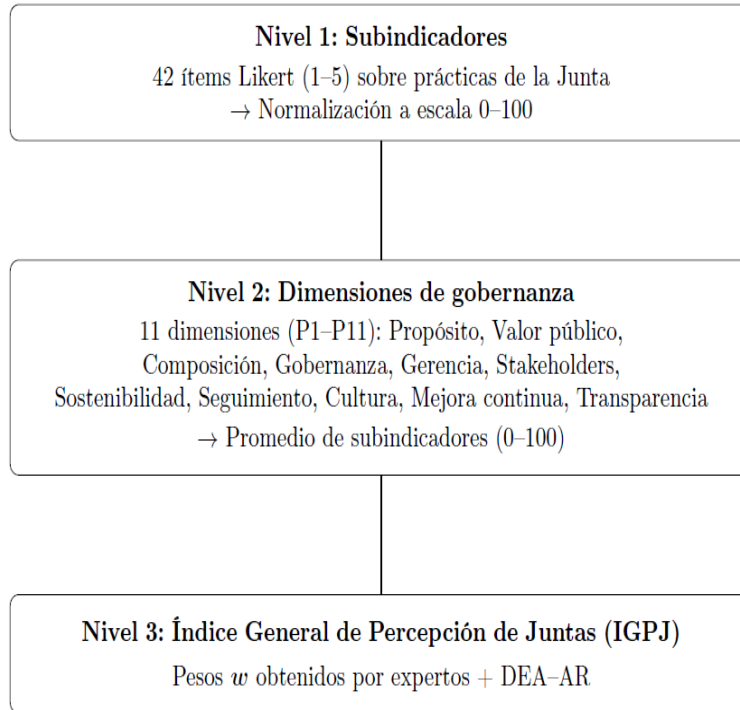 Nivel 1: Subindicadores
42 ítems Likert (1–5) sobre prácticas de la Junta
→ Normalización a escala 0–100
Nivel 2: Dimensiones de gobernanza
11 dimensiones (P1–P11): Propósito, Valor público,
Composición, Gobernanza, Gerencia, Stakeholders,
Sostenibilidad, Seguimiento, Cultura, Mejora continua, Transparencia
→ Promedio de subindicadores (0–100)
Nivel 3: Índice General de Percepción de Juntas (IGPJ)
Pesos w obtenidos por expertos + DEA–AR